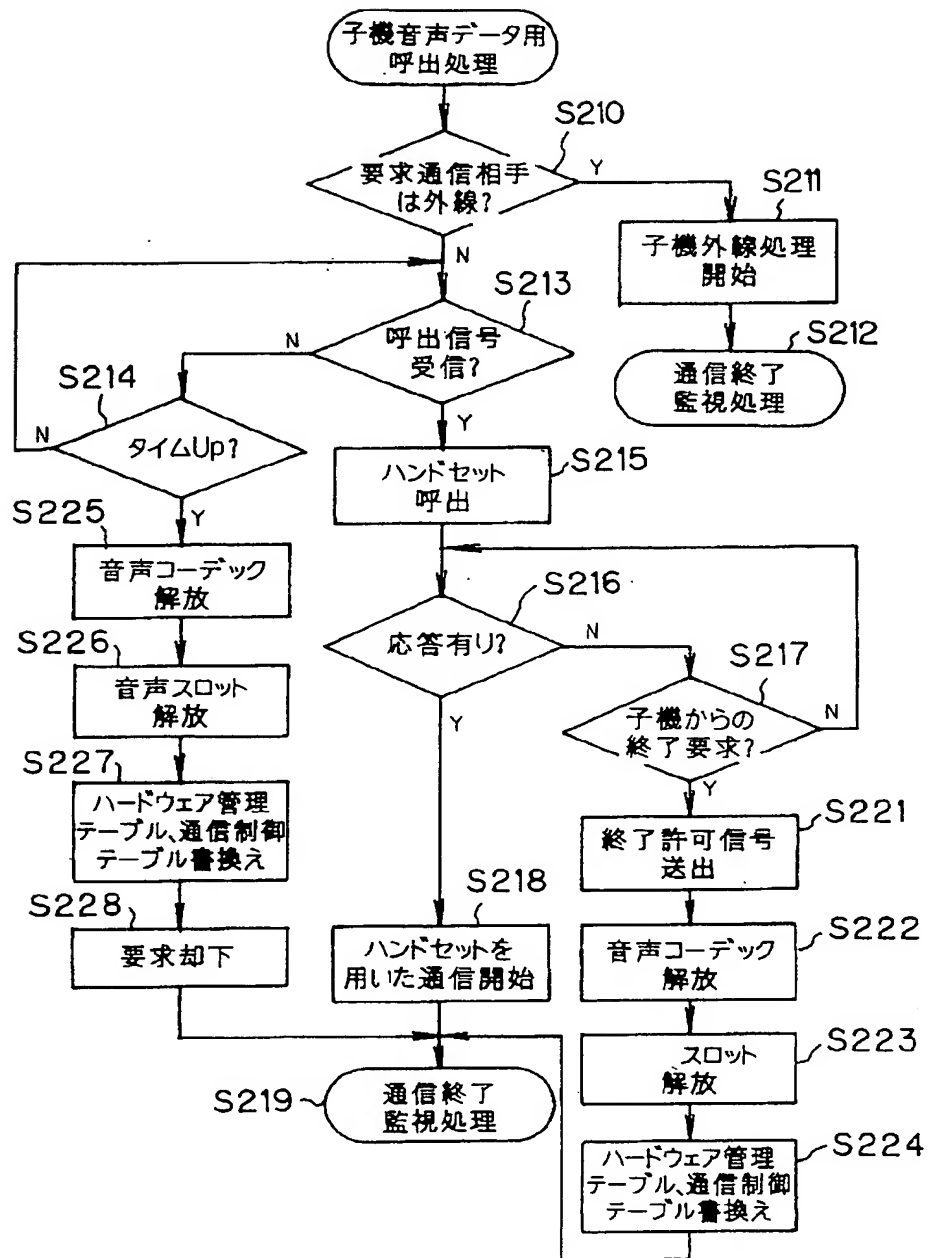 子機音声データ用
呼出処理
S210
要求通信相手
は外線?
Y
N
S211
子機外線処理
開始
S212
通信終了
監視処理
S213
呼出信号
受信?
N
Y
S214
タイムUp?
N
Y
S215
ハンドセット
呼出
S216
応答有り?
N
Y
S217
子機からの
終了要求?
N
Y
S225
音声コーデック
解放
S226
音声スロット
解放
S227
ハードウェア管理
テーブル、通信制御
テーブル書換え
S228
要求却下
S218
ハンドセットを
用いた通信開始
S219
通信終了
監視処理
S221
終了許可信号
送出
S222
音声コーデック
解放
S223
スロット
解放
S224
ハードウェア管理
テーブル、通信制御
テーブル書換え